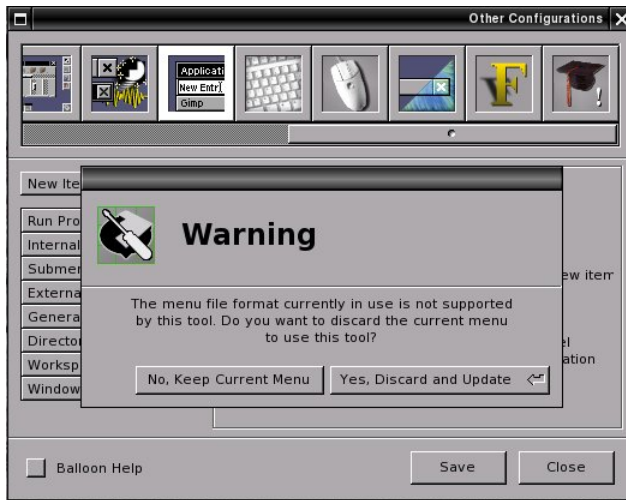 Other Configurations
Applicati
New Entry
Gimp
F
!
New Ite
Run Pro
Internal
Submer
Externa
Genera
Directo
Worksp
Window
Warning
The menu file format currently in use is not supported
by this tool. Do you want to discard the current menu
to use this tool?
No, Keep Current Menu
Yes, Discard and Update
ew item
el
ation
Balloon Help
Save
Close